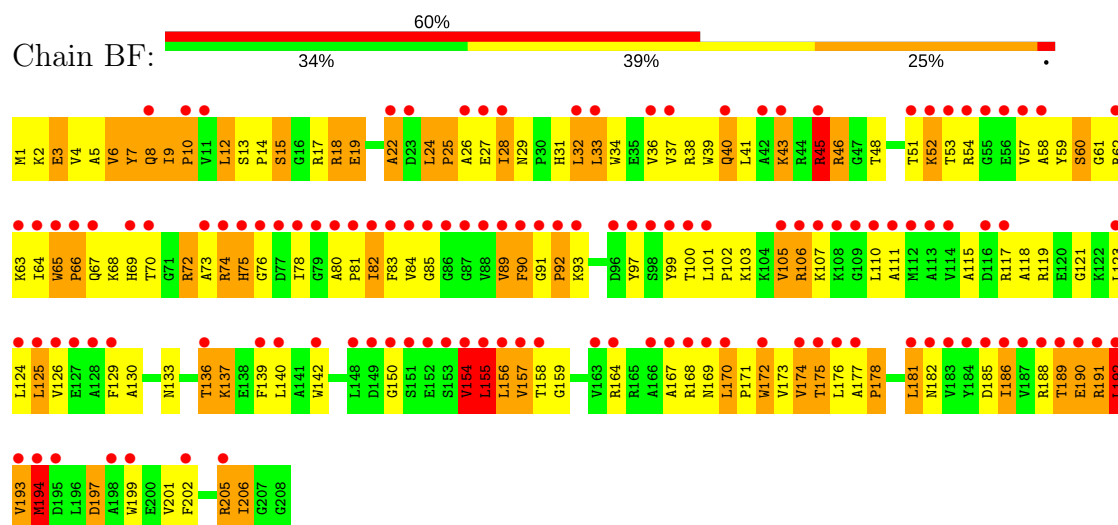 60%
Chain BF:
34% 39% 25% •
M1 K2 E3 V4 A5 V6 Y7 Q8 I9 P10 V11 L12 S13 P14 S15 G16 R17 R18 E19 A22 D23 L24 P25 A26 E27 I28 N29 P30 H31 L32 L33 W34 E35 V36 V37 R38 W39 Q40 L41 A42 K43 R44 R45 R46 G47 T48 T51 K52 T53 R54 G55 E56 V57 A58 Y59 S60 G61 R62
K63 I64 W65 P66 Q67 K68 H69 T70 G71 R72 A73 R74 H75 G76 D77 I78 G79 A80 P81 I82 F83 V84 G85 G86 G87 V88 V89 F90 G91 P92 K93 D96 Y97 S98 Y99 T100 L101 P102 K103 K104 V105 R106 K107 K108 G109 L110 A111 M112 A113 V114 A115 D116 R117 A118 R119 E120 G121 K122 L123
L124 L125 V126 E127 A128 F129 A130 N133 T136 K137 E138 F139 L140 A141 W142 L148 D149 G150 S151 E152 S153 V154 L155 L156 V157 T158 G159 V163 R164 R165 A166 A167 R168 N169 L170 P171 W172 V173 V174 T175 L176 A177 P178 L181 N182 V183 Y184 D185 I186 V187 R188 T189 E190 R191 L192
V193 M194 D195 L196 D197 A198 W199 E200 V201 F202 R205 I206 G207 G208